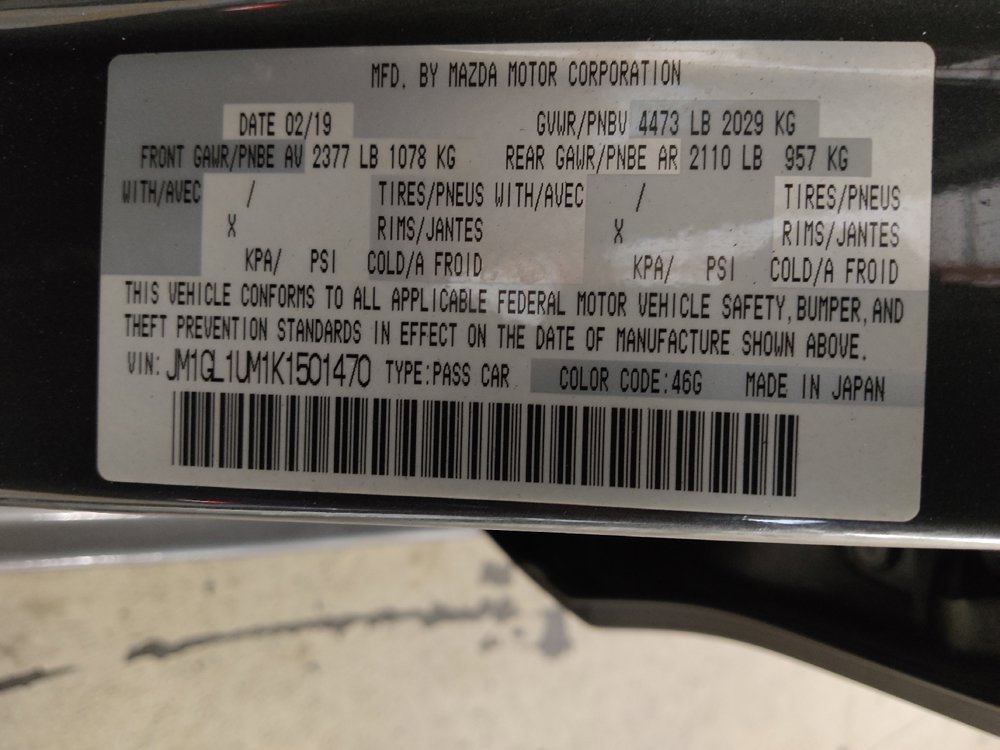 MFD. BY MAZDA MOTOR CORPORATION
DATE 02/19 GVWR/PNBV 4473 LB 2029 KG
FRONT GAWR/PNBE AV 2377 LB 1078 KG REAR GAWR/PNBE AR 2110 LB 957 KG
WITH/AVEC / TIRES/PNEUS WITH/AVEC / TIRES/PNEUS
X RIMS/JANTES X RIMS/JANTES
KPA/ PSI COLD/A FROID KPA/ PSI COLD/A FROID
THIS VEHICLE CONFORMS TO ALL APPLICABLE FEDERAL MOTOR VEHICLE SAFETY, BUMPER, AND
THEFT PREVENTION STANDARDS IN EFFECT ON THE DATE OF MANUFACTURE SHOWN ABOVE.
VIN: JM1GL1UM1K1501470 TYPE:PASS CAR COLOR CODE:46G MADE IN JAPAN